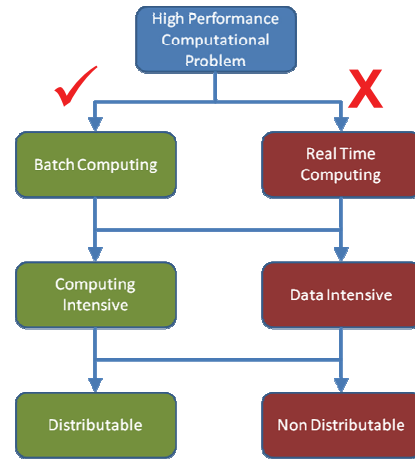 High Performance
Computational
Problem
X
Batch Computing
Real Time
Computing
Computing
Intensive
Data Intensive
Distributable
Non Distributable